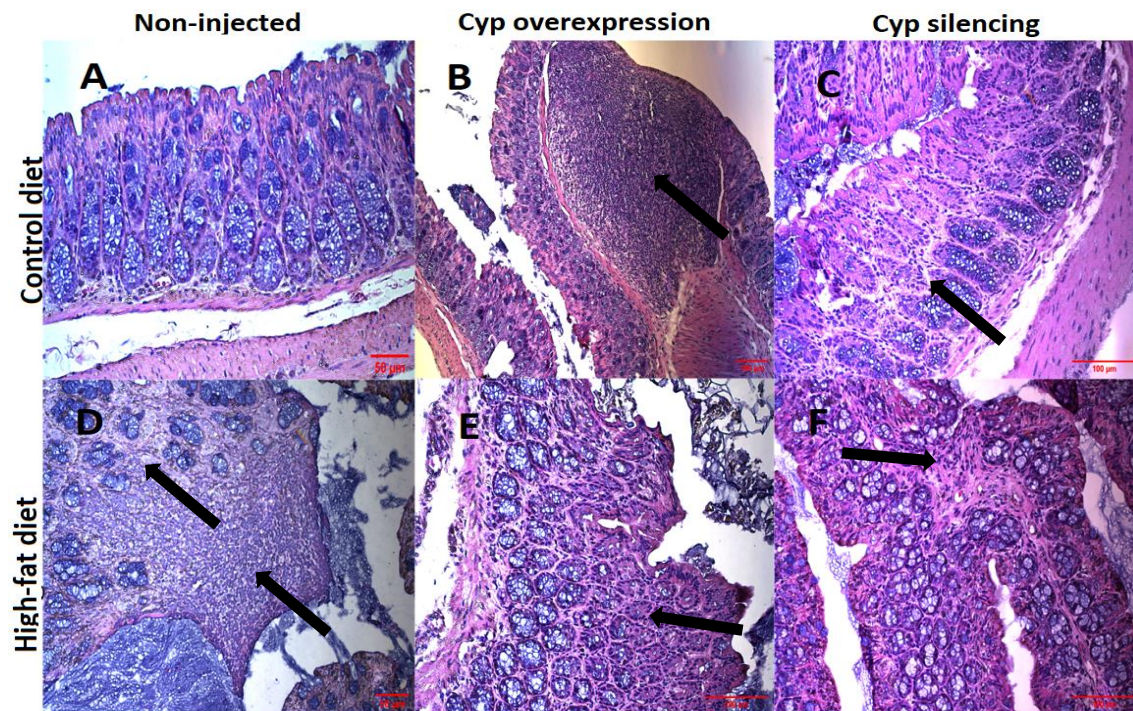 Non-injected
Cyp overexpression
Cyp silencing
Control diet
A
B
C
50 µm
100 µm
High-fat diet
D
E
F